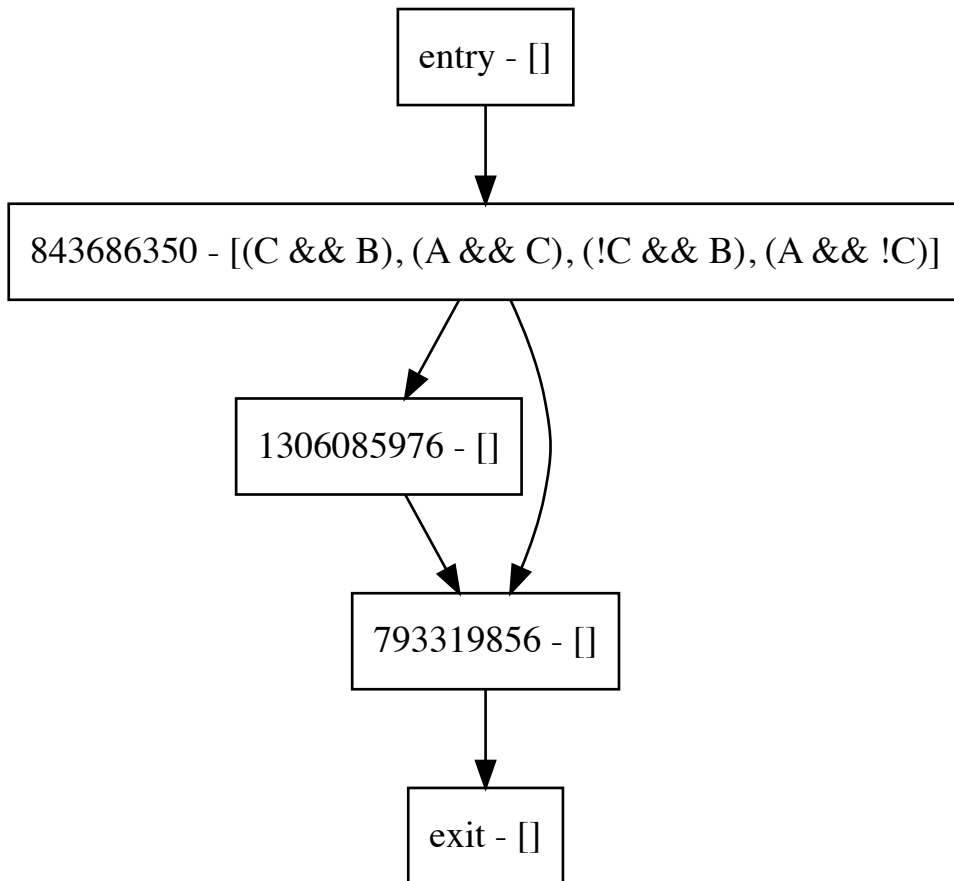 entry - []
843686350 - [(C && B), (A && C), (!C && B), (A && !C)]
1306085976 - []
793319856 - []
exit - []